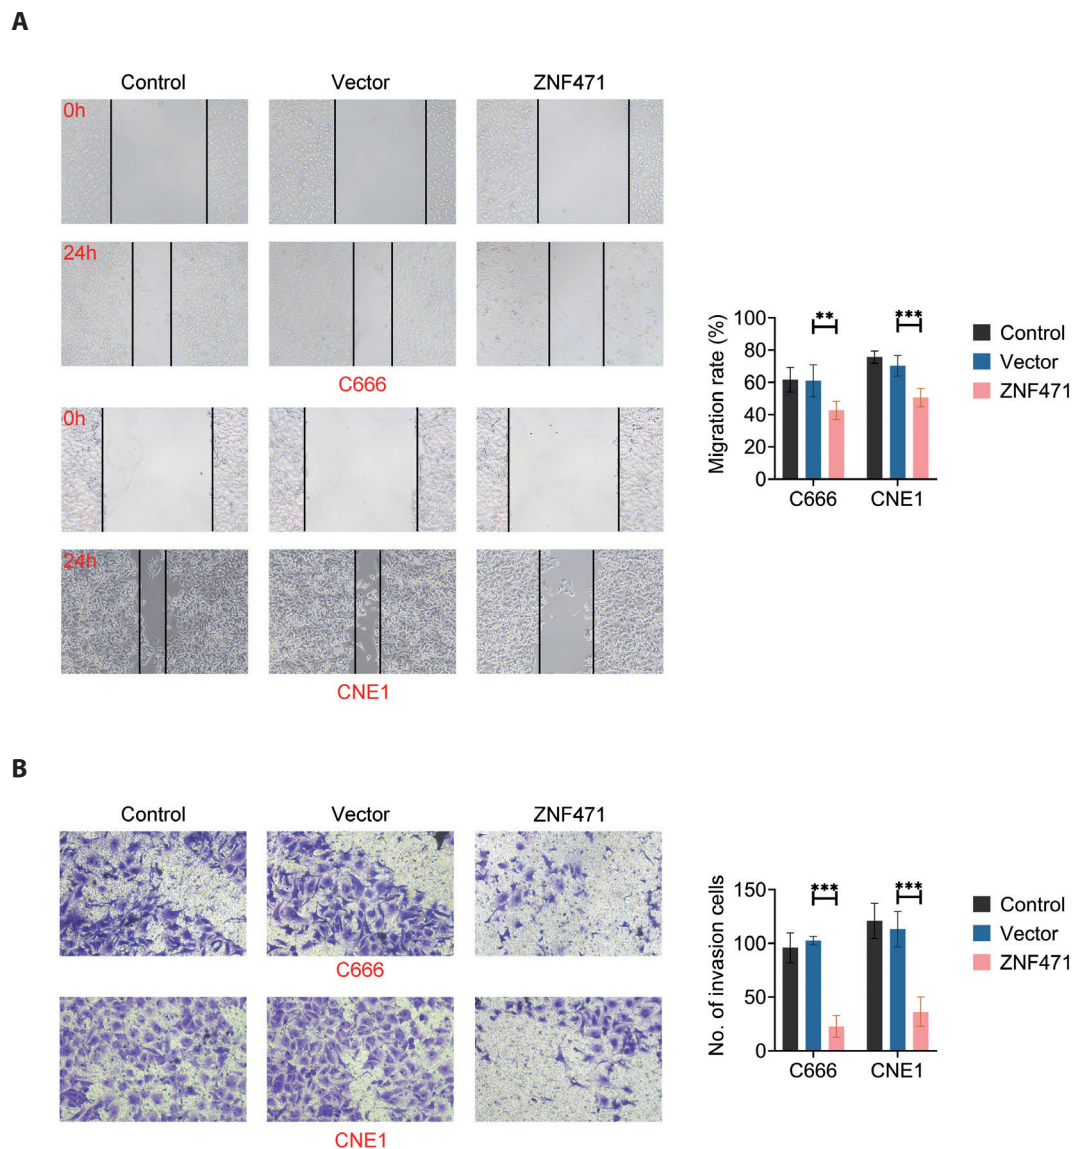 A
Control Vector ZNF471
0h
24h
C666
0h
24h
CNE1
Migration rate (%)
100
80
60
40
20
0
** ***
C666 CNE1
Control
Vector
ZNF471
B
Control Vector ZNF471
C666
CNE1
No. of invasion cells
150
100
50
0
*** ***
C666 CNE1
Control
Vector
ZNF471